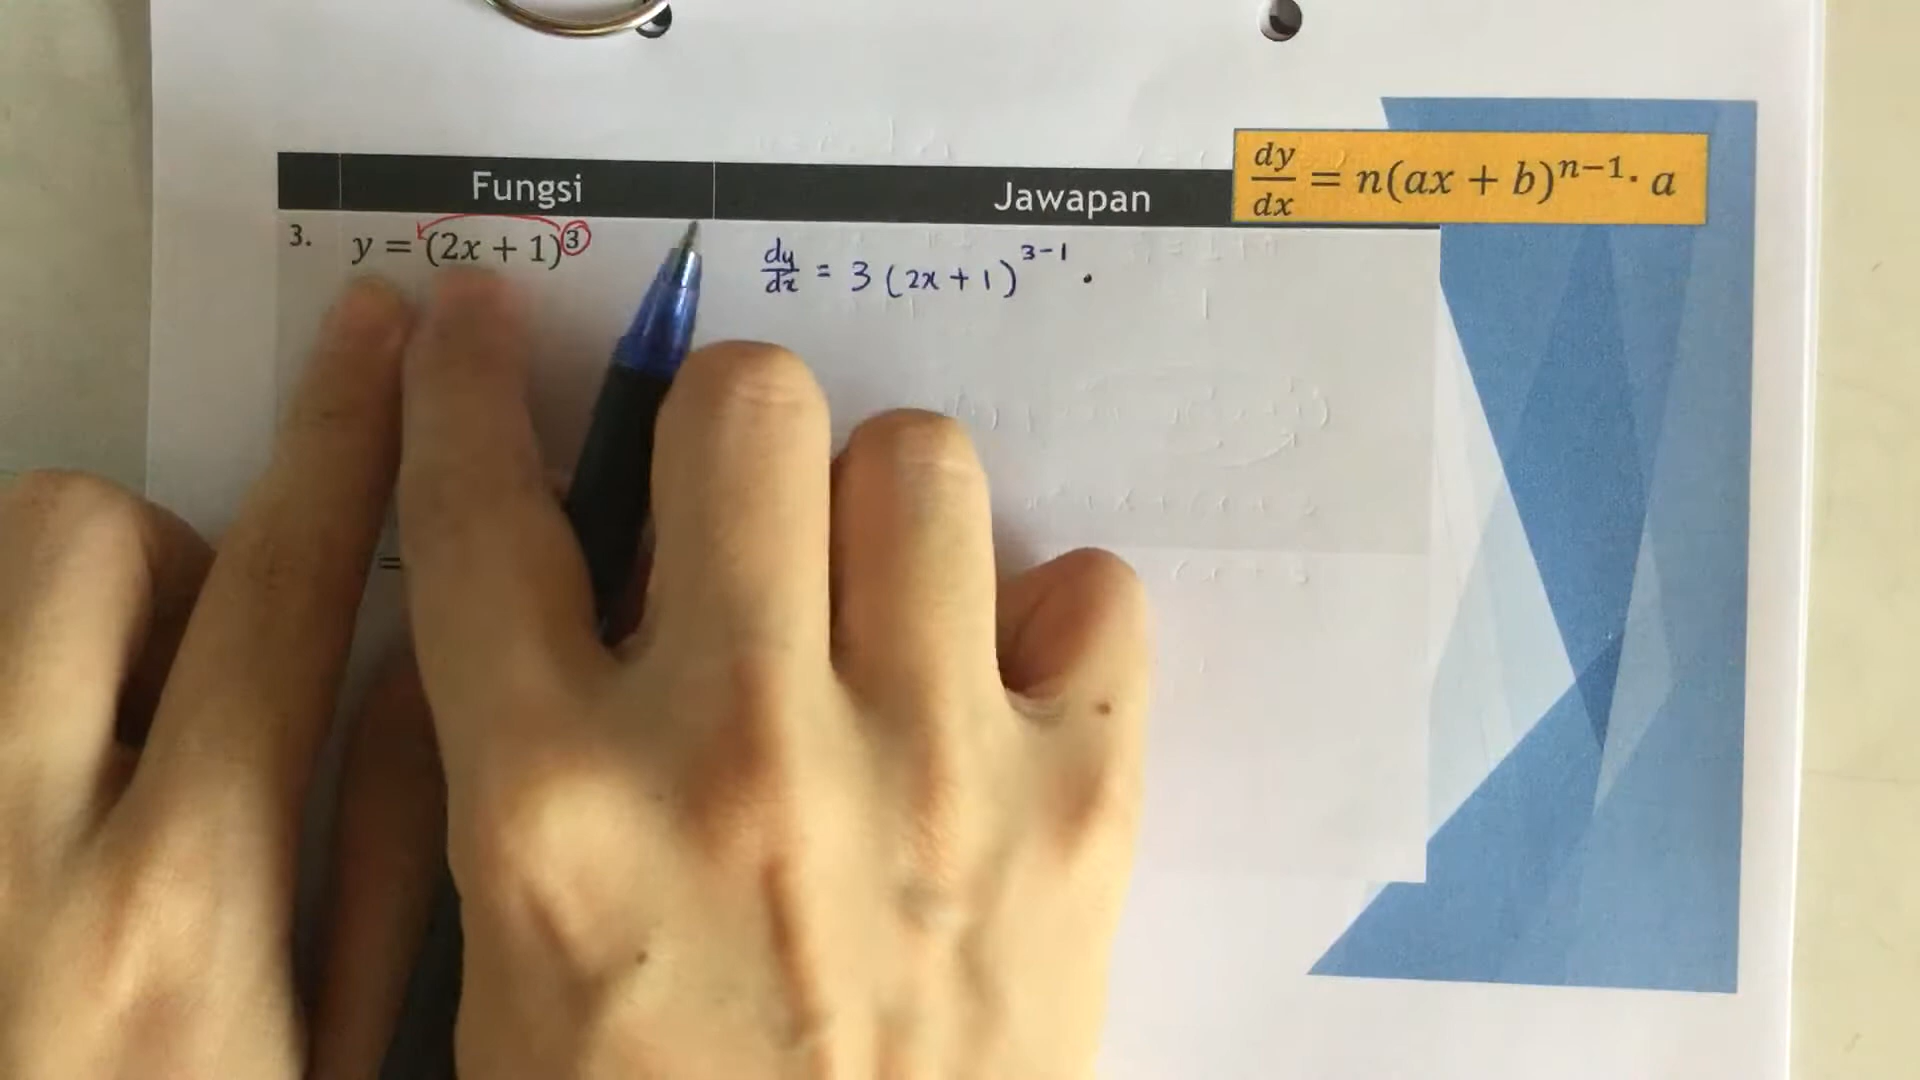 Fungsi Jawapan
dy/dx = n(ax + b)^{n−1}· a
3. y = (2x + 1)^3
dy/dx = 3 (2x + 1)^{3-1} ·
=